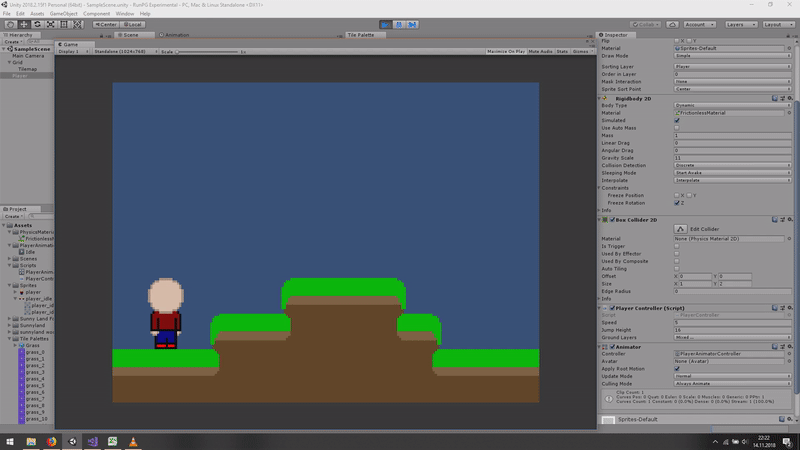 Unity 2018.2.15f1 Personal (64bit) - SampleScene.unity - RunPG Experimental - PC, Mac & Linux Standalone <DX11>
File Edit Assets GameObject Component Window Help
Center Local
Collab Account Layers Layout
Hierarchy
Create
SampleScene
Main Camera
Grid
Tilemap
Player
Scene
Animation
Tile Palette
Game
Display 1
Standalone (1024x768)
Scale
1x
Maximize On Play Mute Audio Stats Gizmos
Project
Create
Assets
PhysicsMaterial
FrictionlessM
PlayerAnimation
Idle
Scenes
Scripts
PlayerAnim
PlayerCont
Sprites
player
player_idle
player_i
player_i
Sunny Land Fo
Sunnyland
sunnyland.wo
Tile Palettes
Grass
grass_0
grass_1
grass_2
grass_3
grass_4
grass_5
grass_6
grass_7
grass_8
grass_9
grass_10
Inspector
Flip X Y
Material Sprites-Default
Draw Mode Simple
Sorting Layer Player
Order in Layer 0
Mask Interaction None
Sprite Sort Point Center
Rigidbody 2D
Body Type Dynamic
Material FrictionlessMaterial
Simulated
Use Auto Mass
Mass 1
Linear Drag 0
Angular Drag 0
Gravity Scale 11
Collision Detection Discrete
Sleeping Mode Start Awake
Interpolate Interpolate
Constraints
Freeze Position X Y
Freeze Rotation Z
Info
Box Collider 2D
Edit Collider
Material None (Physics Material 2D)
Is Trigger
Used By Effector
Used By Composite
Auto Tiling
Offset X 0 Y 0
Size X 1 Y 2
Edge Radius 0
Info
Player Controller (Script)
Script PlayerController
Speed 5
Jump Height 16
Ground Layers Mixed ...
Animator
Controller PlayerAnimatorController
Avatar None (Avatar)
Apply Root Motion
Update Mode Normal
Culling Mode Always Animate
Clip Count: 1
Curves Pos: 0 Quat: 0 Euler: 0 Scale: 0 Muscles: 0 Generic: 0 PPtr: 1
Curves Count: 1 Constant: 0 (0.0%) Dense: 0 (0.0%) Stream: 1 (100.0%)
Sprites-Default
22:22
14.11.2018